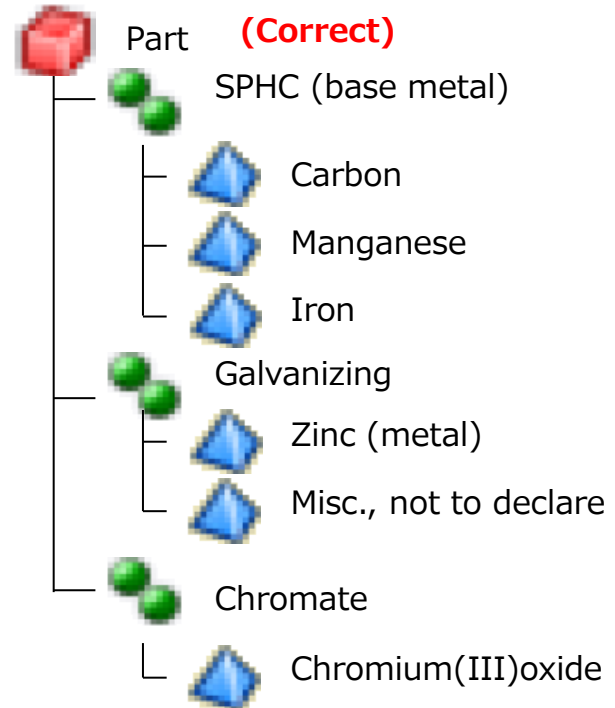 Part (Correct)
SPHC (base metal)
Carbon
Manganese
Iron
Galvanizing
Zinc (metal)
Misc., not to declare
Chromate
Chromium(III)oxide